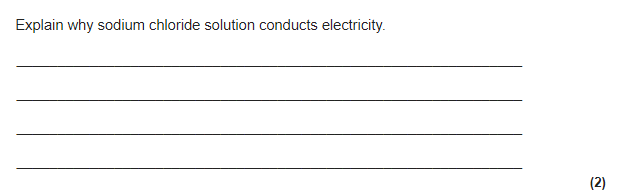 Explain why sodium chloride solution conducts electricity.
(2)